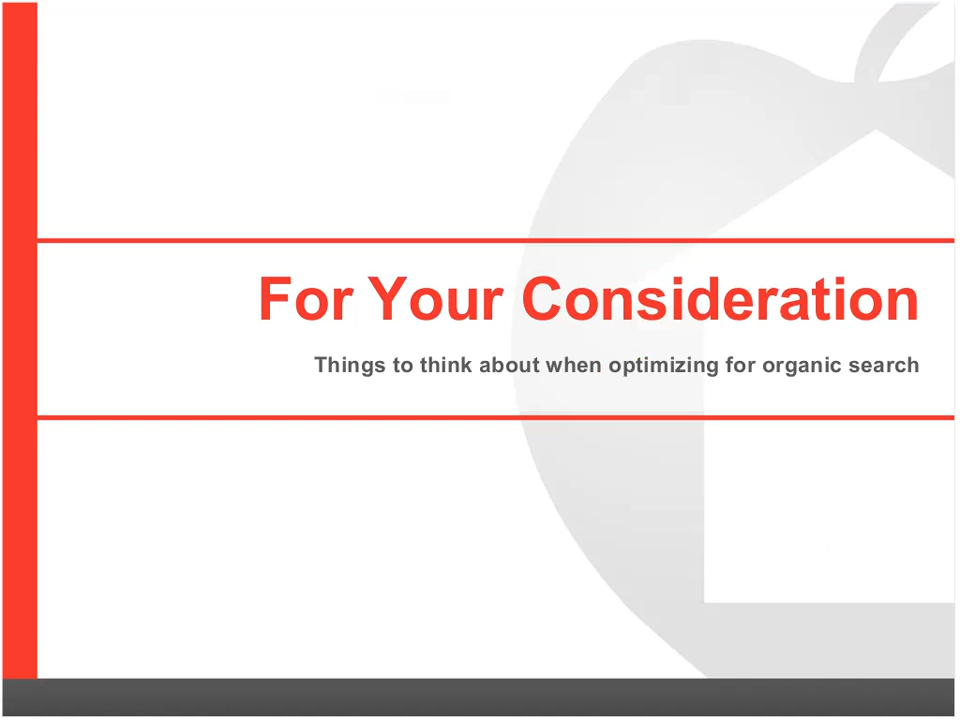 For Your Consideration
Things to think about when optimizing for organic search